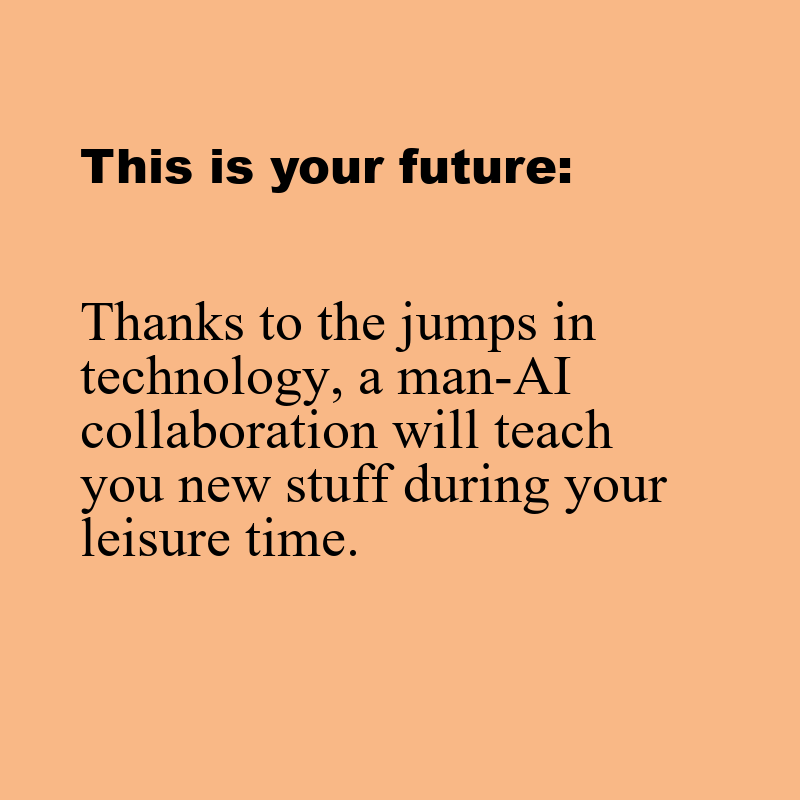 This is your future:
Thanks to the jumps in
technology, a man-AI
collaboration will teach
you new stuff during your
leisure time.